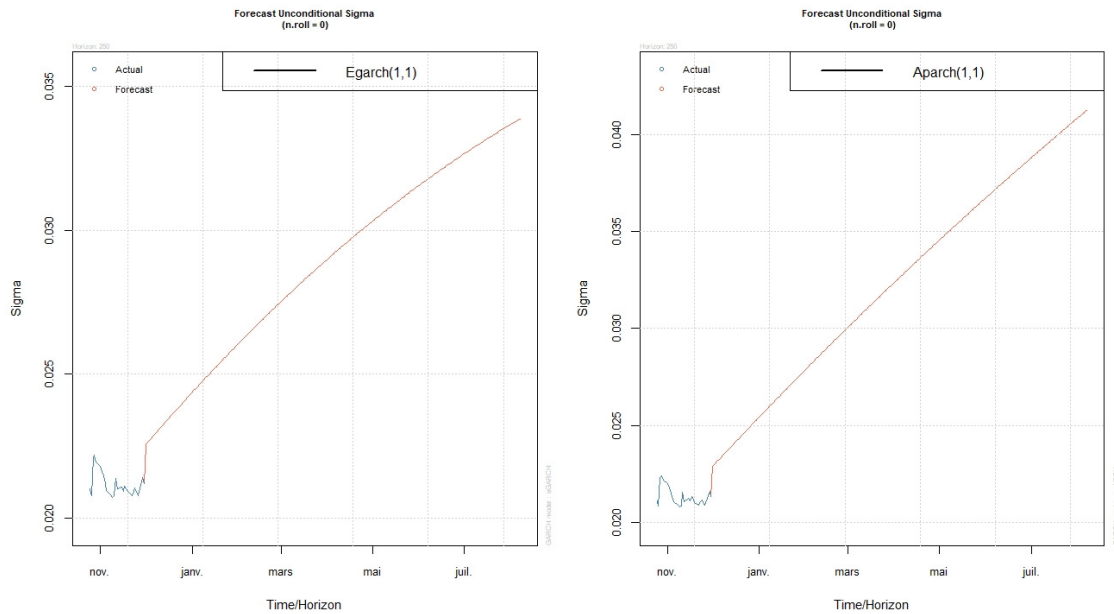 Forecast Unconditional Sigma
(n.roll = 0)
Horizon: 250
Actual
Forecast
Egarch(1,1)
Sigma
0.035
0.030
0.025
0.020
GARCH model : eGARCH
nov.
janv.
mars
mai
juil.
Time/Horizon
Forecast Unconditional Sigma
(n.roll = 0)
Horizon: 250
Actual
Forecast
Aparch(1,1)
Sigma
0.040
0.035
0.030
0.025
0.020
nov.
janv.
mars
mai
juil.
Time/Horizon